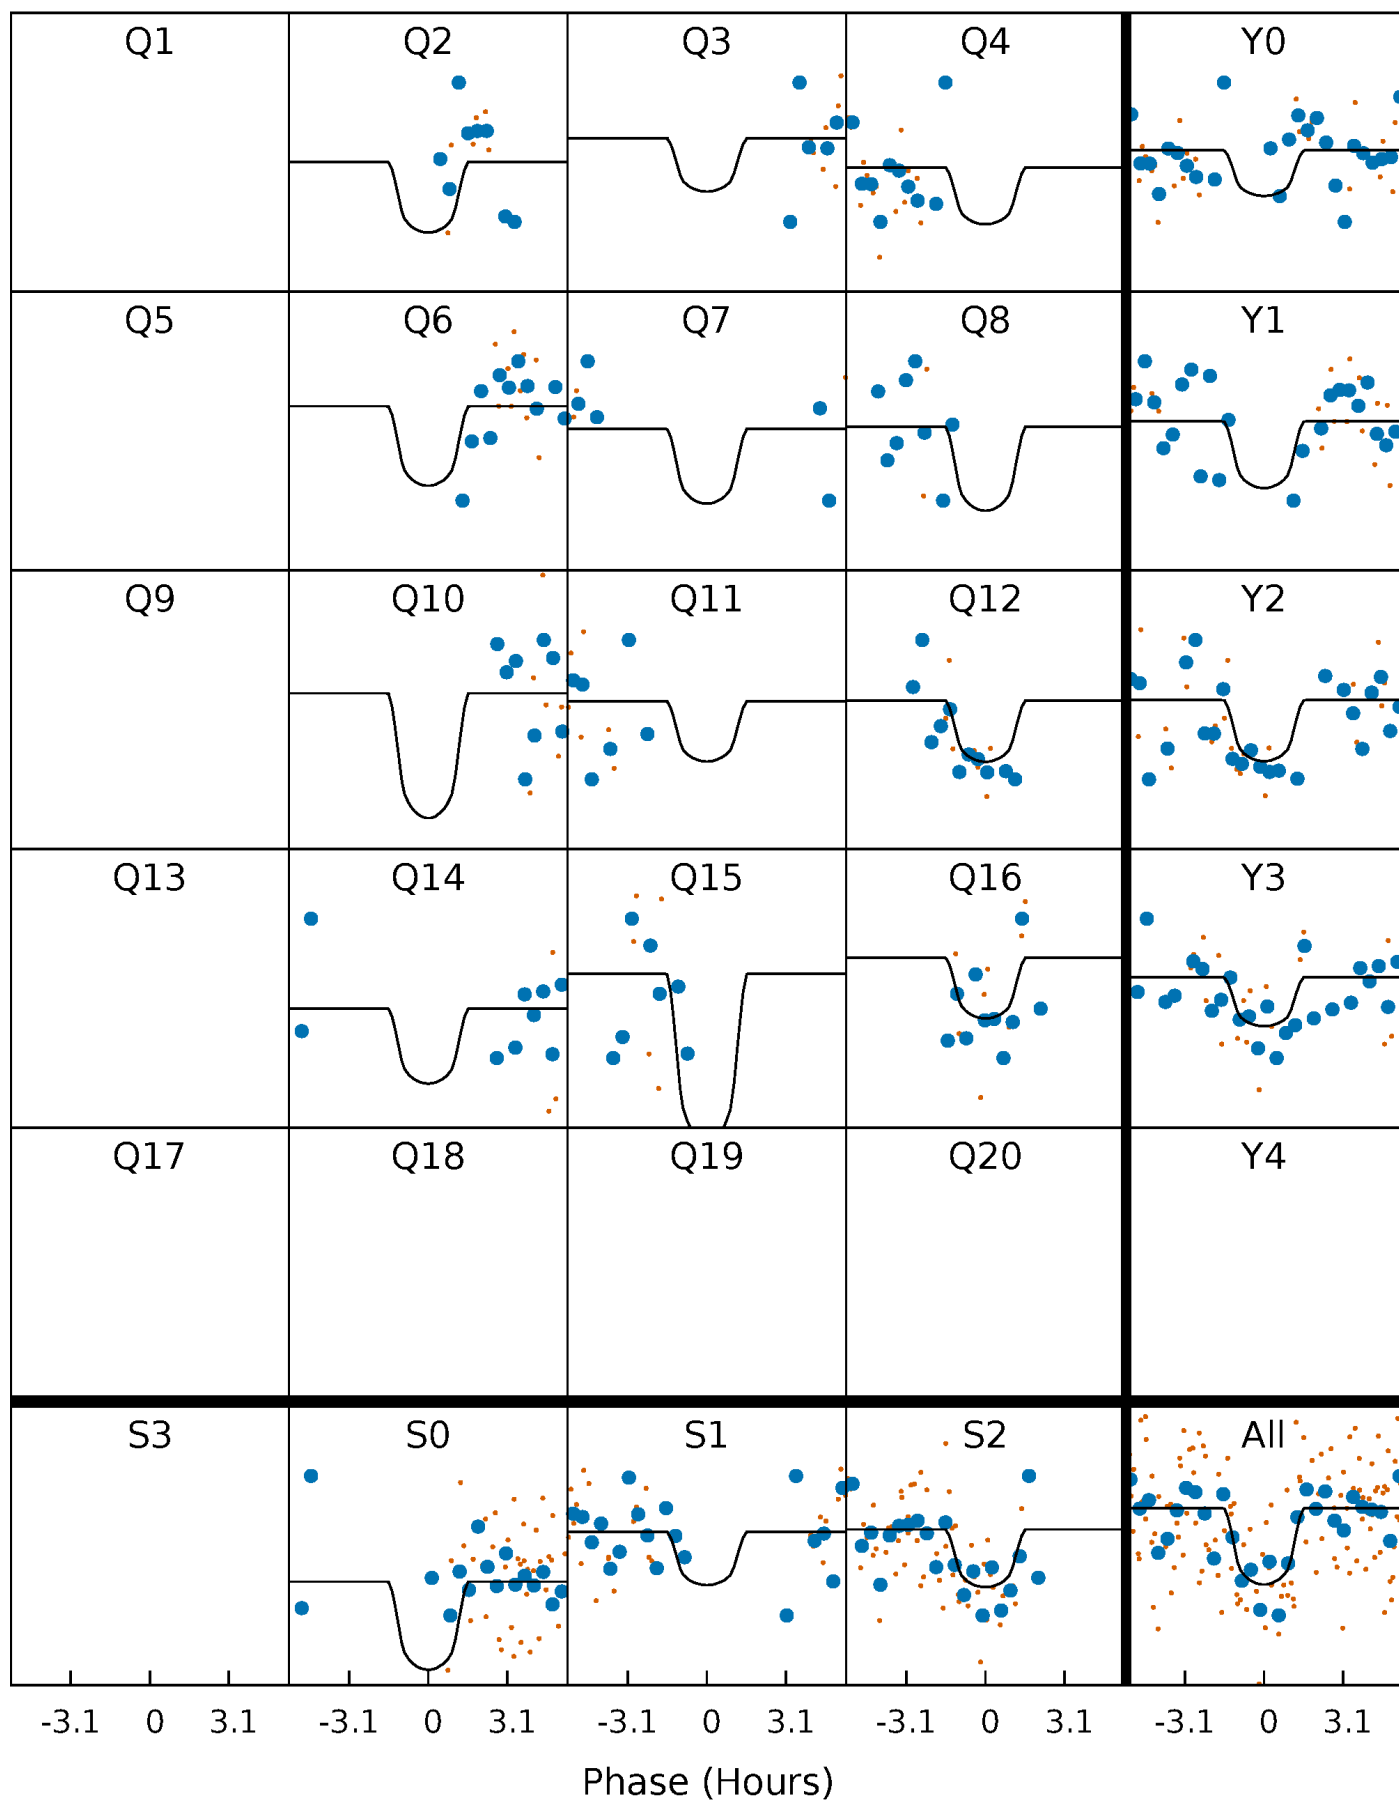 Q1 Q2 Q3 Q4 Y0
Q5 Q6 Q7 Q8 Y1
Q9 Q10 Q11 Q12 Y2
Q13 Q14 Q15 Q16 Y3
Q17 Q18 Q19 Q20 Y4
S3 S0 S1 S2 All
-3.1 0 3.1 -3.1 0 3.1 -3.1 0 3.1 -3.1 0 3.1 -3.1 0 3.1
Phase (Hours)